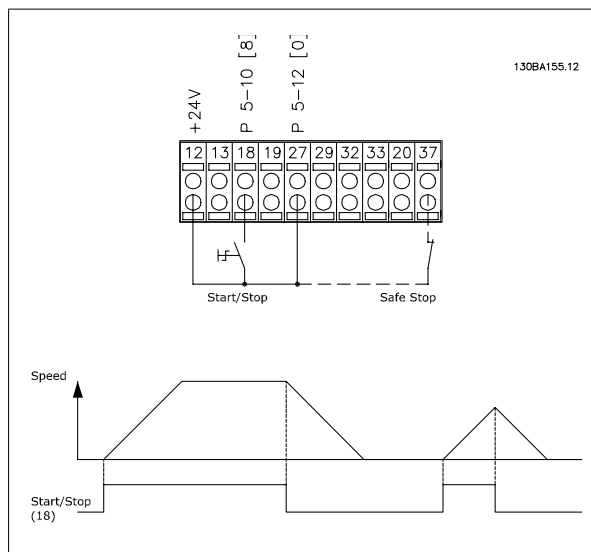 130BA155.12
+24V
P 5-10 [8]
P 5-12 [0]
12 13 18 19 27 29 32 33 20 37
Start/Stop
Safe Stop
Speed
Start/Stop
(18)